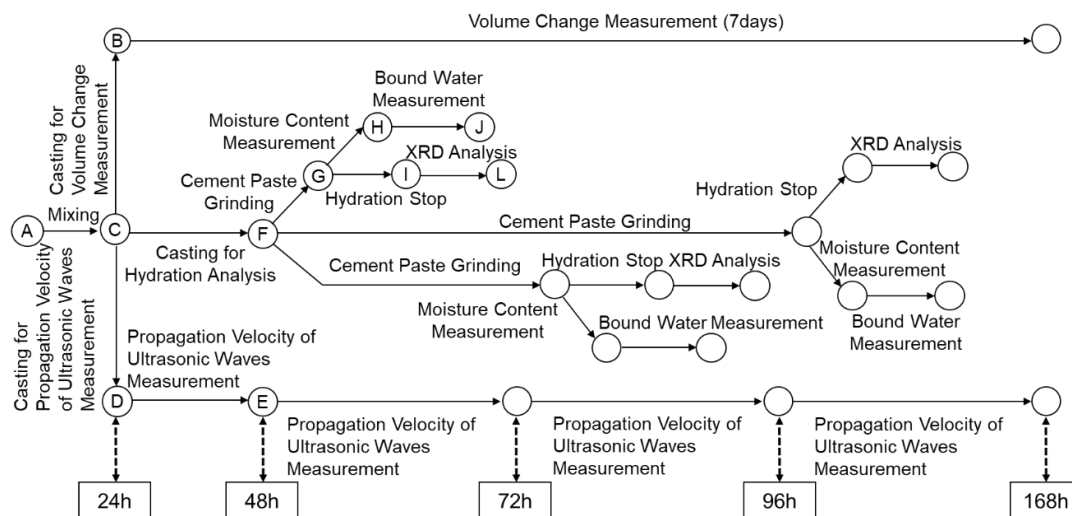 Volume Change Measurement (7days)
B
Casting for
Volume Change
Measurement
Bound Water
Measurement
Moisture Content
Measurement
H
J
XRD Analysis
XRD Analysis
Cement Paste
Grinding
G
I
L
Hydration Stop
Hydration Stop
Mixing
A
C
F
Cement Paste Grinding
Casting for
Hydration Analysis
Cement Paste Grinding
Hydration Stop
XRD Analysis
Moisture Content
Measurement
Moisture Content
Measurement
Bound Water Measurement
Bound Water
Measurement
Casting for
Propagation Velocity
of Ultrasonic Waves
Measurement
Propagation Velocity of
Ultrasonic Waves
Measurement
D
E
Propagation Velocity of
Ultrasonic Waves
Measurement
Propagation Velocity of
Ultrasonic Waves
Measurement
Propagation Velocity of
Ultrasonic Waves
Measurement
24h
48h
72h
96h
168h